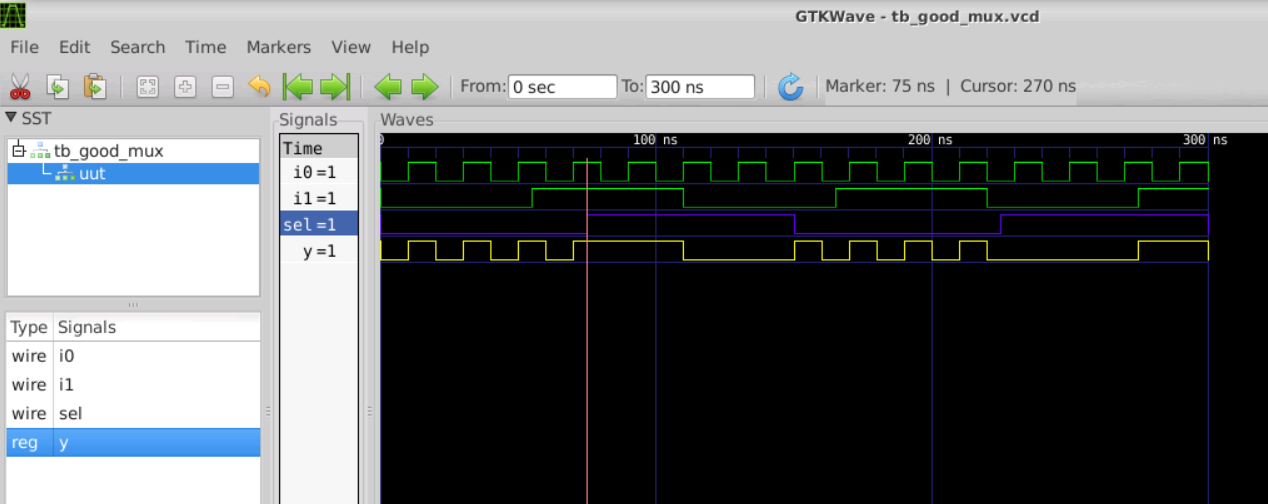 GTKWave - tb_good_mux.vcd
File Edit Search Time Markers View Help
From: 0 sec To: 300 ns Marker: 75 ns | Cursor: 270 ns
SST
tb_good_mux
uut
Type Signals
wire i0
wire i1
wire sel
reg y
Signals
Time
i0 =1
i1 =1
sel =1
y =1
Waves
0 100 ns 200 ns 300 ns